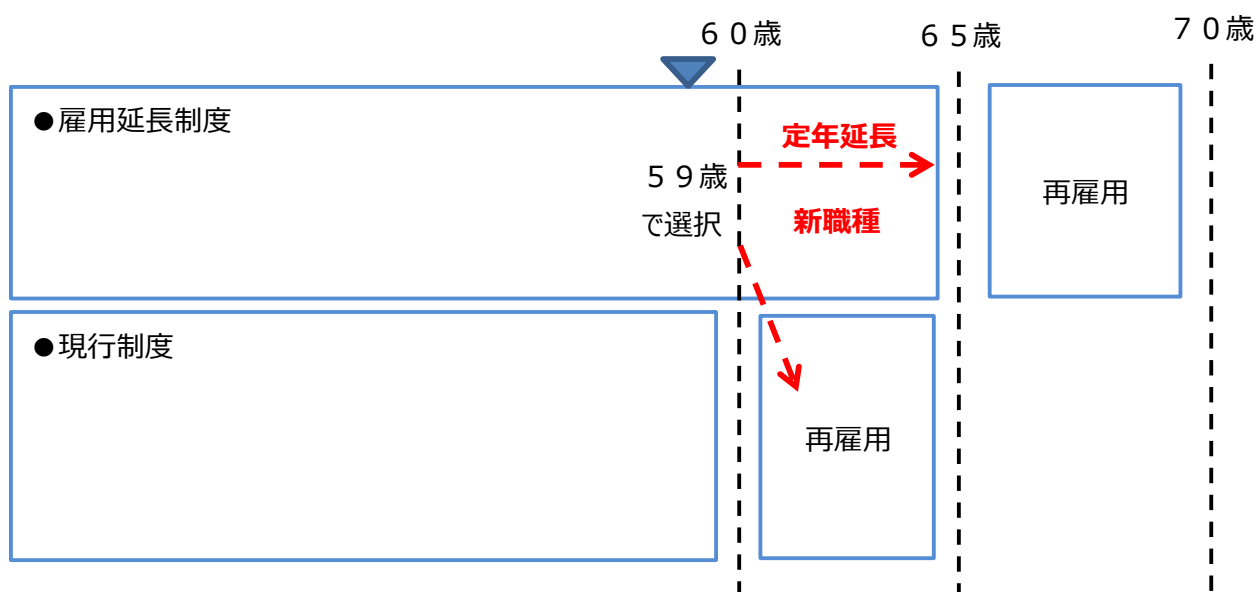 ６０歳
６５歳
７０歳
●雇用延長制度
定年延長
５９歳
で選択
新職種
再雇用
●現行制度
再雇用